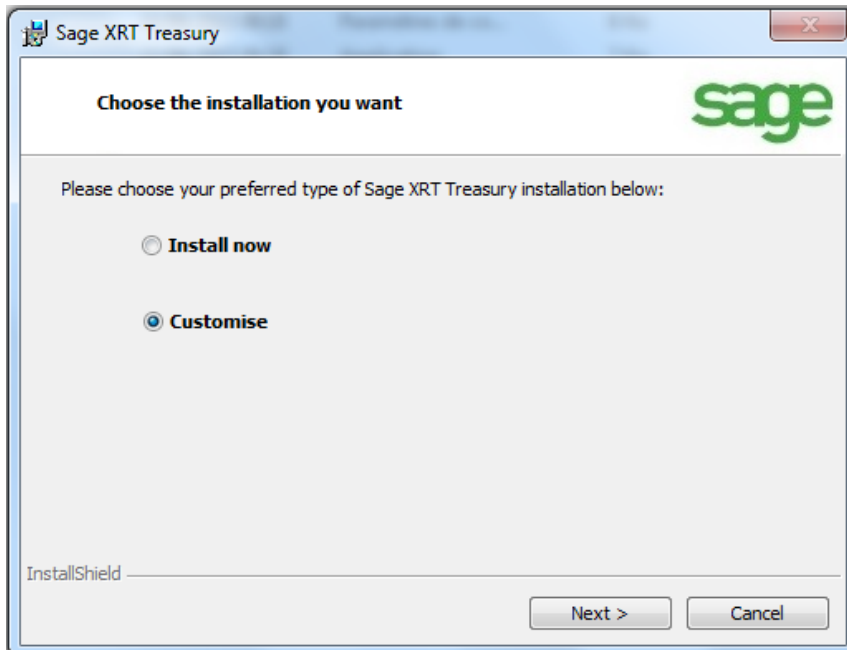 Sage XRT Treasury
Choose the installation you want
sage
Please choose your preferred type of Sage XRT Treasury installation below:
Install now
Customise
InstallShield
Next >
Cancel